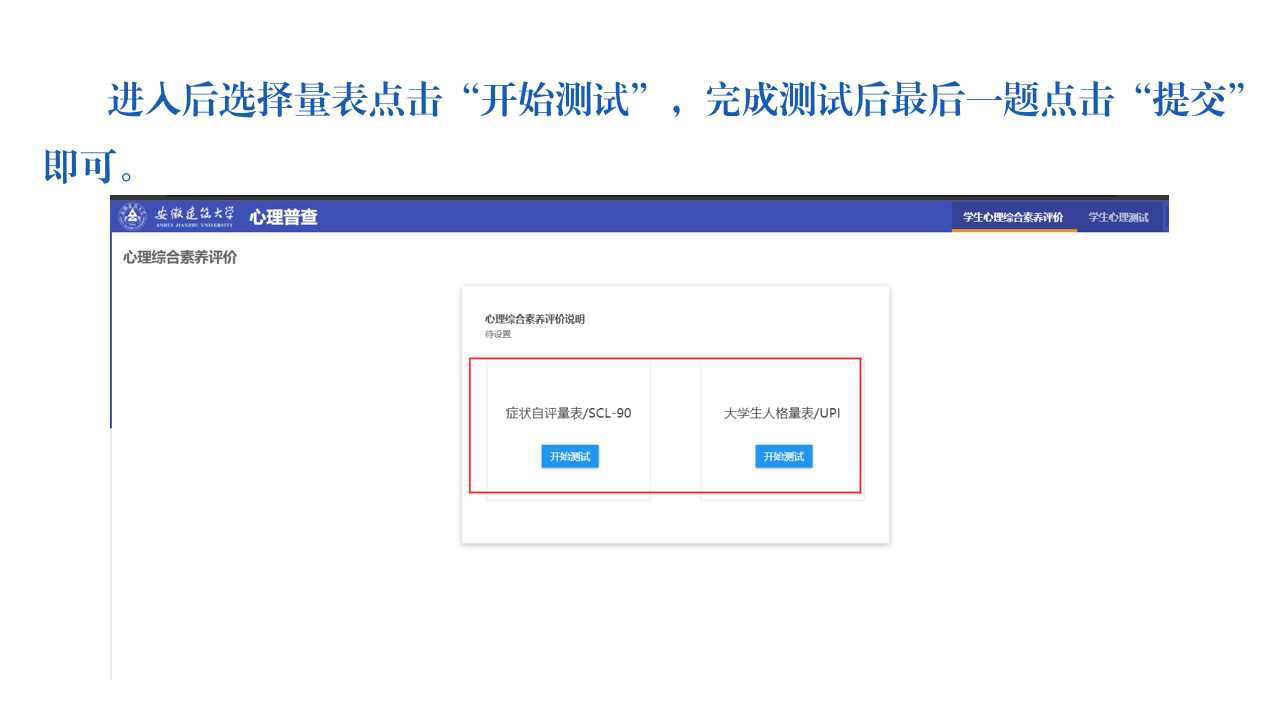 进入后选择量表点击“开始测试”，完成测试后最后一题点击“提交”
即可。
安徽建筑大学
ANHUI JIANZHU UNIVERSITY
心理普查
学生心理综合素养评价
学生心理测试
心理综合素养评价
心理综合素养评价说明
待设置
症状自评量表/SCL-90
大学生人格量表/UPI
开始测试
开始测试